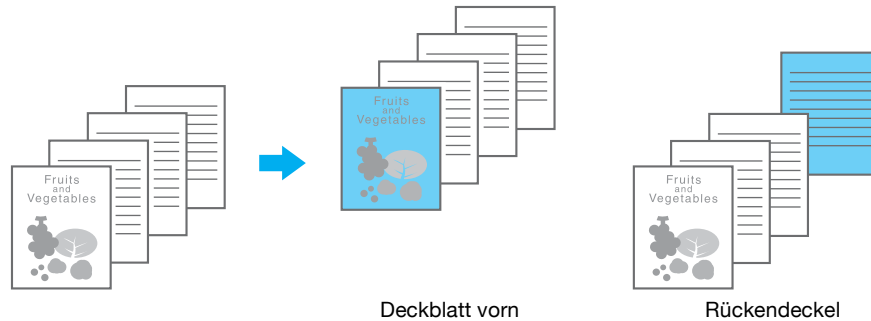 Fruits
and
Vegetables
Fruits
and
Vegetables
Fruits
and
Vegetables
Deckblatt vorn
Rückendeckel